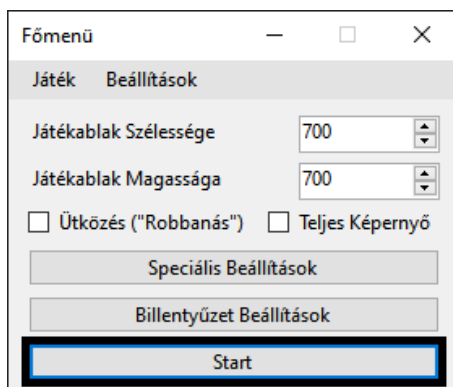 Főmenü
Játék Beállítások
Játékablak Szélessége 700
Játékablak Magassága 700
Ütközés ("Robbanás") Teljes Képernyő
Speciális Beállítások
Billentyűzet Beállítások
Start